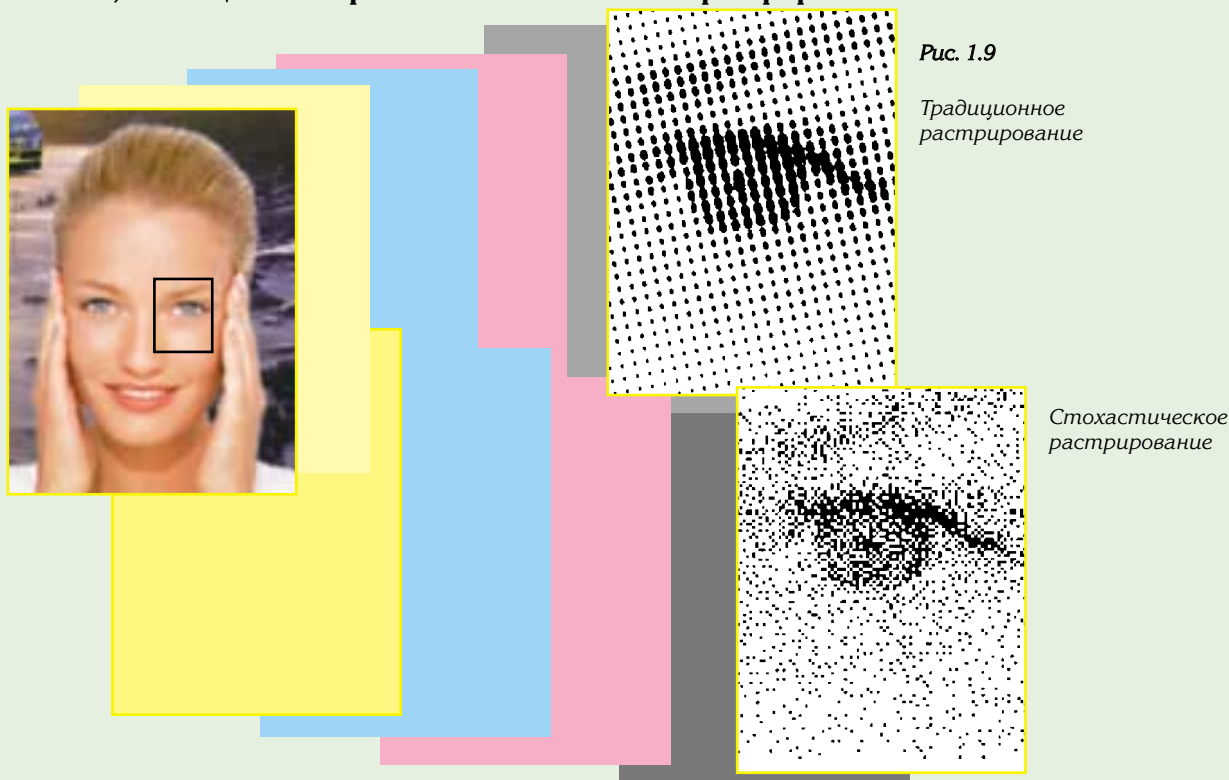 Рис. 1.9
Традиционное
растрирование
Стохастическое
растрирование